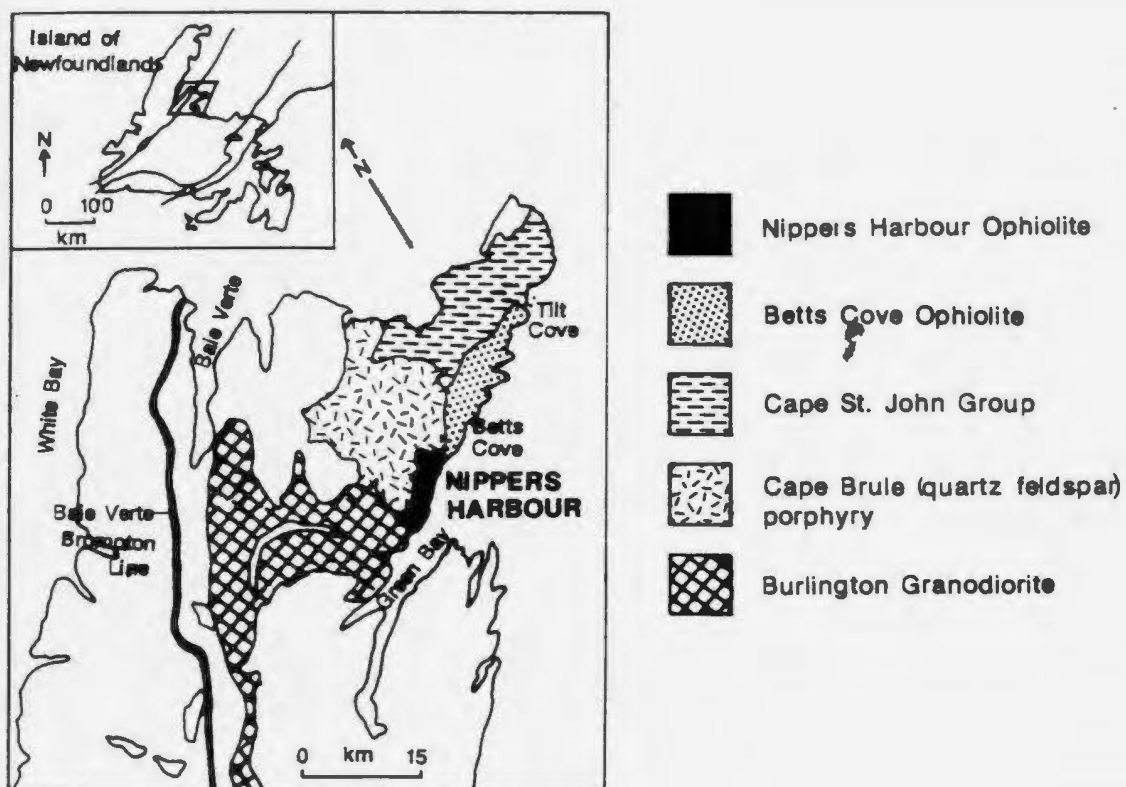 Island of
Newfoundland
N
0 100
km
N
White Bay
Baie Verte
Tilt
Cove
Betts
Cove
NIPPERS
HARBOUR
Baie Verte
Brompton
Line
Green Bay
0 km 15
Nippers Harbour Ophiolite
Betts Cove Ophiolite
Cape St. John Group
Cape Brule (quartz feldspar)
porphyry
Burlington Granodiorite